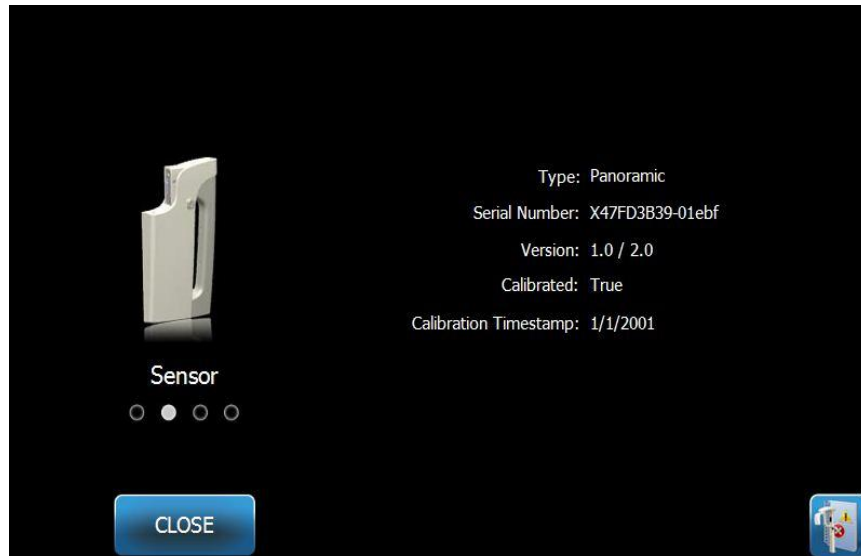 Type: Panoramic
Serial Number: X47FD3B39-01ebf
Version: 1.0 / 2.0
Calibrated: True
Calibration Timestamp: 1/1/2001
Sensor
CLOSE